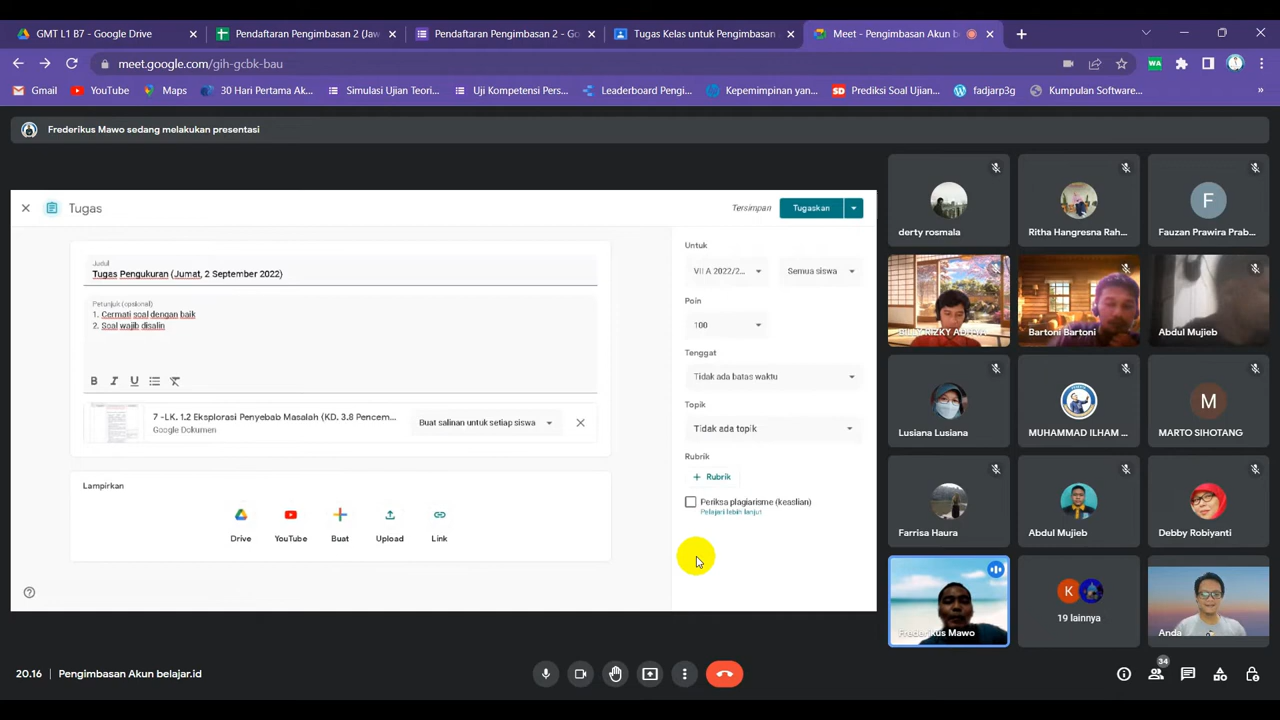 GMT L1 B7 - Google Drive
Pendaftaran Pengimbasan 2 (Jaw
Pendaftaran Pengimbasan 2 - Go
Tugas Kelas untuk Pengimbasan
Meet - Pengimbasan Akun b
meet.google.com/gih-gcbk-bau
WA
Gmail
YouTube
Maps
30 Hari Pertama Ak...
Simulasi Ujian Teori...
Uji Kompetensi Pers...
Leaderboard Pengi...
Kepemimpinan yan...
SD
Prediksi Soal Ujian...
fadjarp3g
Kumpulan Software...
Frederikus Mawo sedang melakukan presentasi
Tugas
Tersimpan
Tugaskan
Judul
Tugas Pengukuran (Jumat, 2 September 2022)
Petunjuk (opsional)
1. Cermati soal dengan baik
2. Soal wajib disalin
B I U
7 -LK. 1.2 Eksplorasi Penyebab Masalah (KD. 3.8 Pencem...
Google Dokumen
Buat salinan untuk setiap siswa
Lampirkan
Drive
YouTube
Buat
Upload
Link
Untuk
VII A 2022/2...
Semua siswa
Poin
100
Tenggat
Tidak ada batas waktu
Topik
Tidak ada topik
Rubrik
+ Rubrik
Periksa plagiarisme (keaslian)
Pelajari lebih lanjut
derty rosmala
Ritha Hangresna Rah...
F
Fauzan Prawira Prab...
Bartoni Bartoni
Abdul Mujieb
Lusiana Lusiana
MUHAMMAD ILHAM ...
M
MARTO SIHOTANG
Farrisa Haura
Abdul Mujieb
Debby Robiyanti
Frederikus Mawo
K
19 lainnya
Anda
20.16
Pengimbasan Akun belajar.id
34